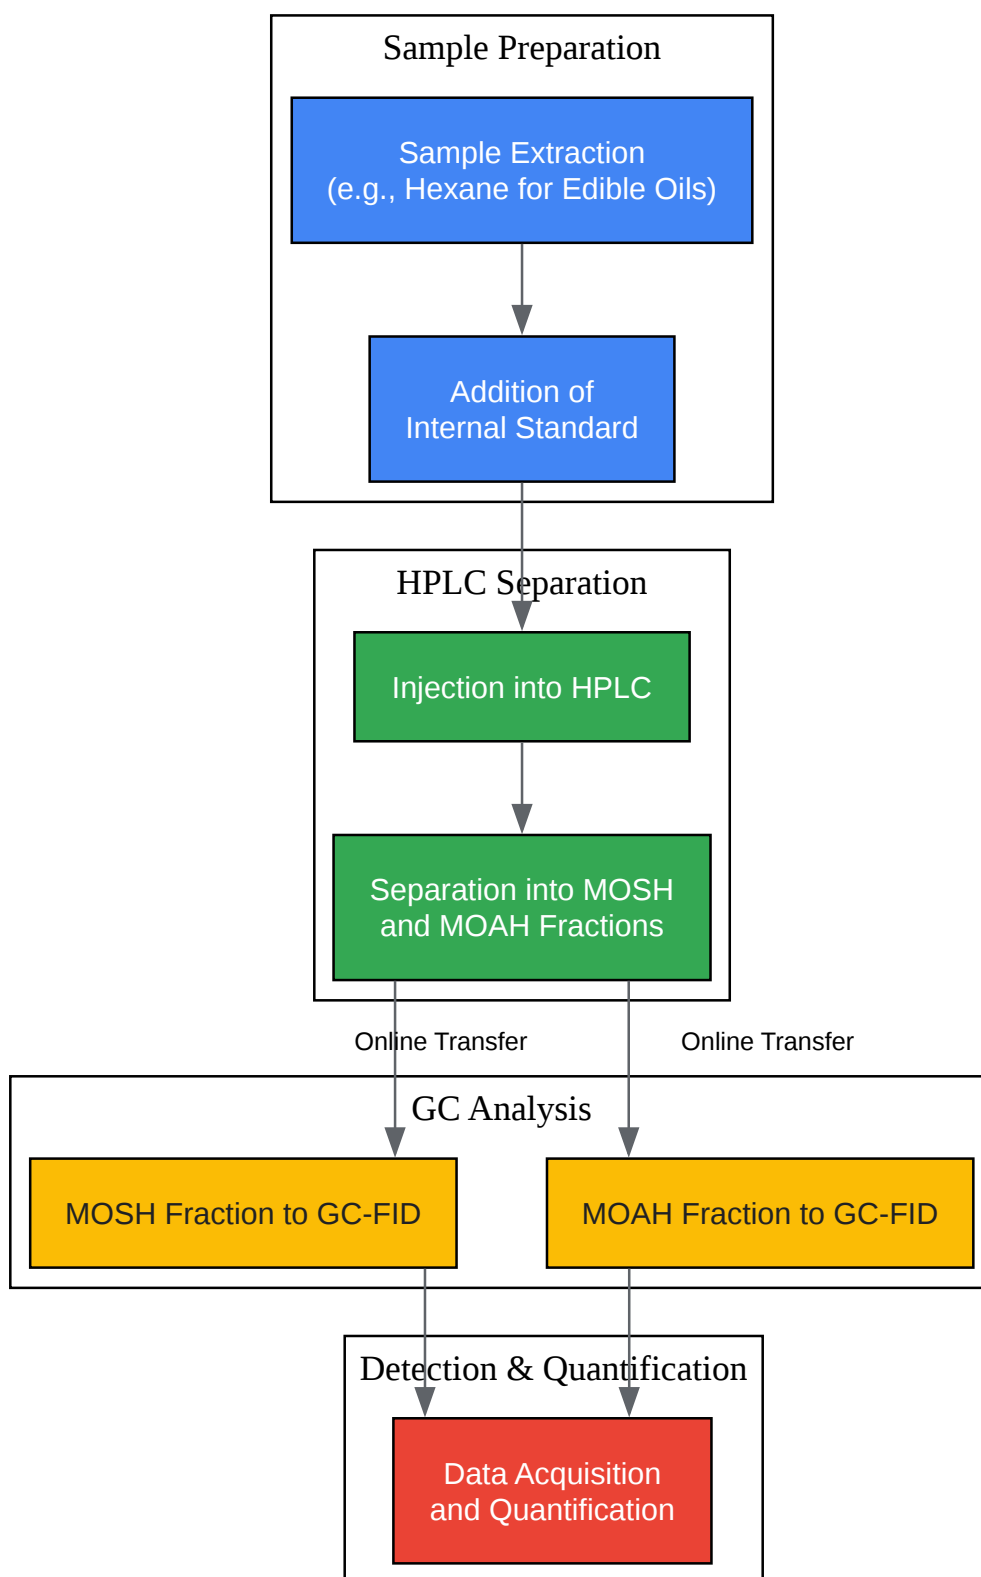 Sample Preparation
Sample Extraction
(e.g., Hexane for Edible Oils)
Addition of
Internal Standard
HPLC Separation
Injection into HPLC
Separation into MOSH
and MOAH Fractions
Online Transfer
Online Transfer
GC Analysis
MOSH Fraction to GC-FID
MOAH Fraction to GC-FID
Detection & Quantification
Data Acquisition
and Quantification